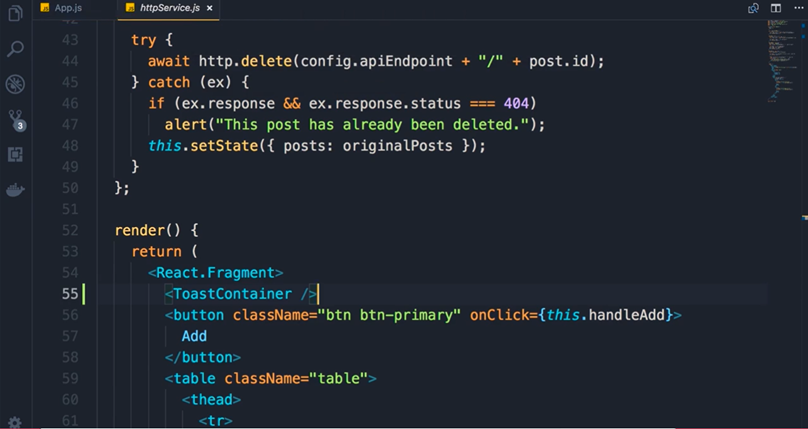 App.js httpService.js ×
42
43 try {
44 await http.delete(config.apiEndpoint + "/" + post.id);
45 } catch (ex) {
46 if (ex.response && ex.response.status === 404)
47 alert("This post has already been deleted.");
48 this.setState({ posts: originalPosts });
49 }
50 };
51
52 render() {
53 return (
54 <React.Fragment>
55 <ToastContainer />
56 <button className="btn btn-primary" onClick={this.handleAdd}>
57 Add
58 </button>
59 <table className="table">
60 <thead>
61 <tr>
3